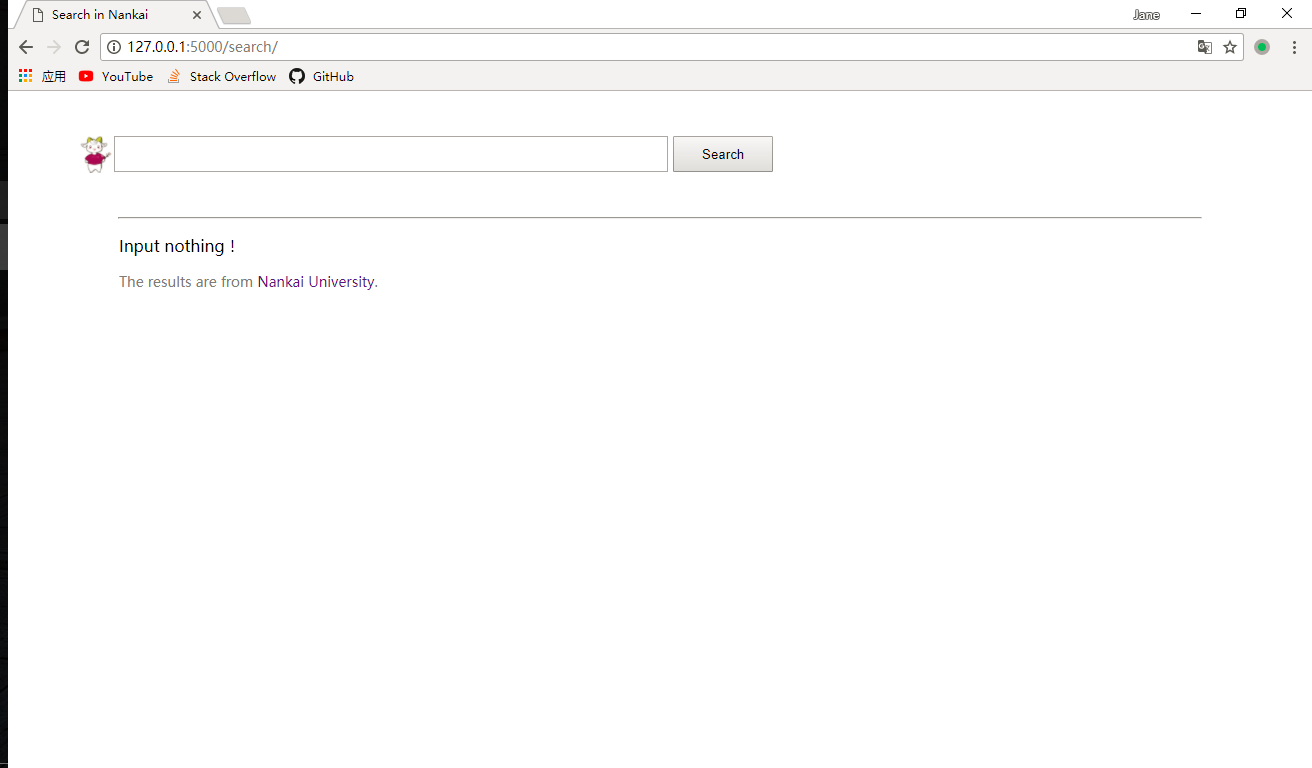 Search in Nankai
Jane
127.0.0.1:5000/search/
应用 YouTube Stack Overflow GitHub
Search
Input nothing !
The results are from Nankai University.